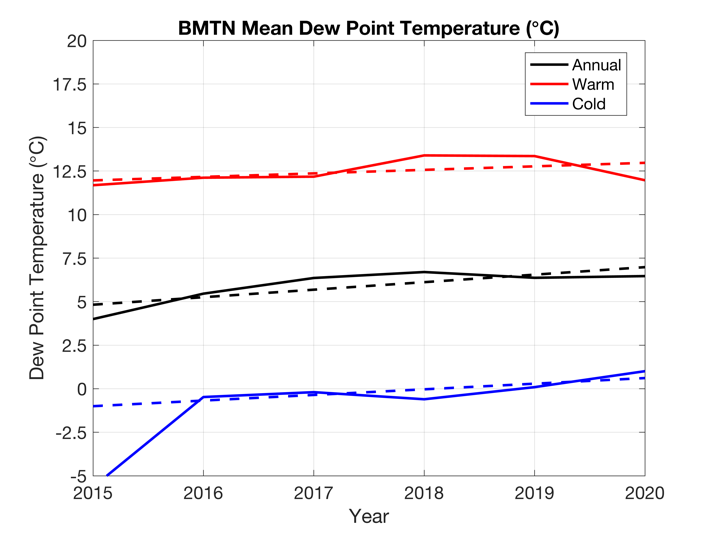 BMTN Mean Dew Point Temperature (°C)
Annual
Warm
Cold
Dew Point Temperature (°C)
20
17.5
15
12.5
10
7.5
5
2.5
0
-2.5
-5
2015 2016 2017 2018 2019 2020
Year